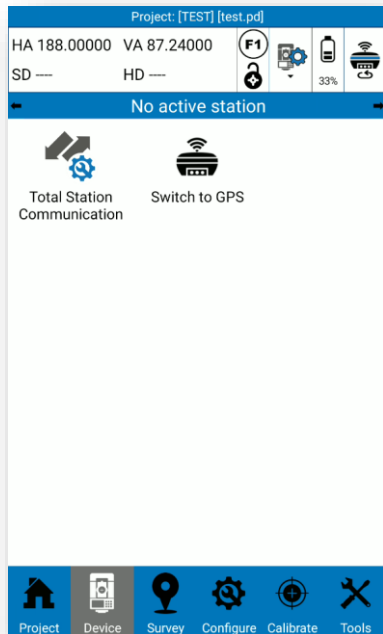 Project: [TEST] [test.pd]
HA 188.00000 VA 87.24000
F1
SD ---- HD ----
33%
No active station
Total Station Communication
Switch to GPS
Project Device Survey Configure Calibrate Tools